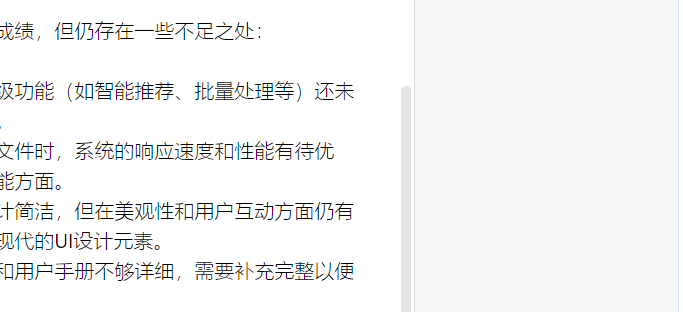 成绩，但仍存在一些不足之处：
级功能（如智能推荐、批量处理等）还未
。
文件时，系统的响应速度和性能有待优
能方面。
计简洁，但在美观性和用户互动方面仍有
现代的UI设计元素。
和用户手册不够详细，需要补充完整以便